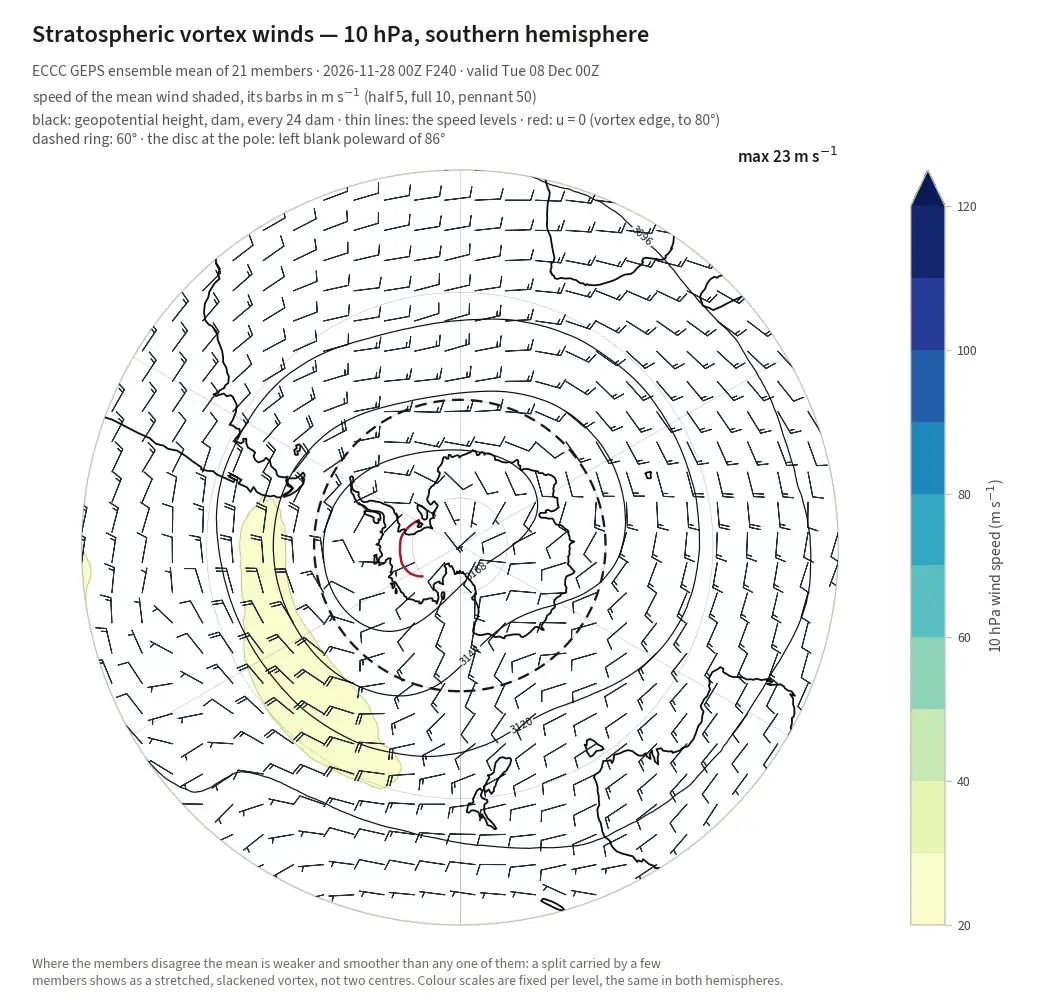 Stratospheric vortex winds — 10 hPa, southern hemisphere
ECCC GEPS ensemble mean of 21 members · 2026-11-28 00Z F240 · valid Tue 08 Dec 00Z
speed of the mean wind shaded, its barbs in m s⁻¹ (half 5, full 10, pennant 50)
black: geopotential height, dam, every 24 dam · thin lines: the speed levels · red: u = 0 (vortex edge, to 80°)
dashed ring: 60° · the disc at the pole: left blank poleward of 86°
max 23 m s⁻¹
3096
3168
3144
3120
120
100
80
60
40
20
10 hPa wind speed (m s⁻¹)
Where the members disagree the mean is weaker and smoother than any one of them: a split carried by a few
members shows as a stretched, slackened vortex, not two centres. Colour scales are fixed per level, the same in both hemispheres.